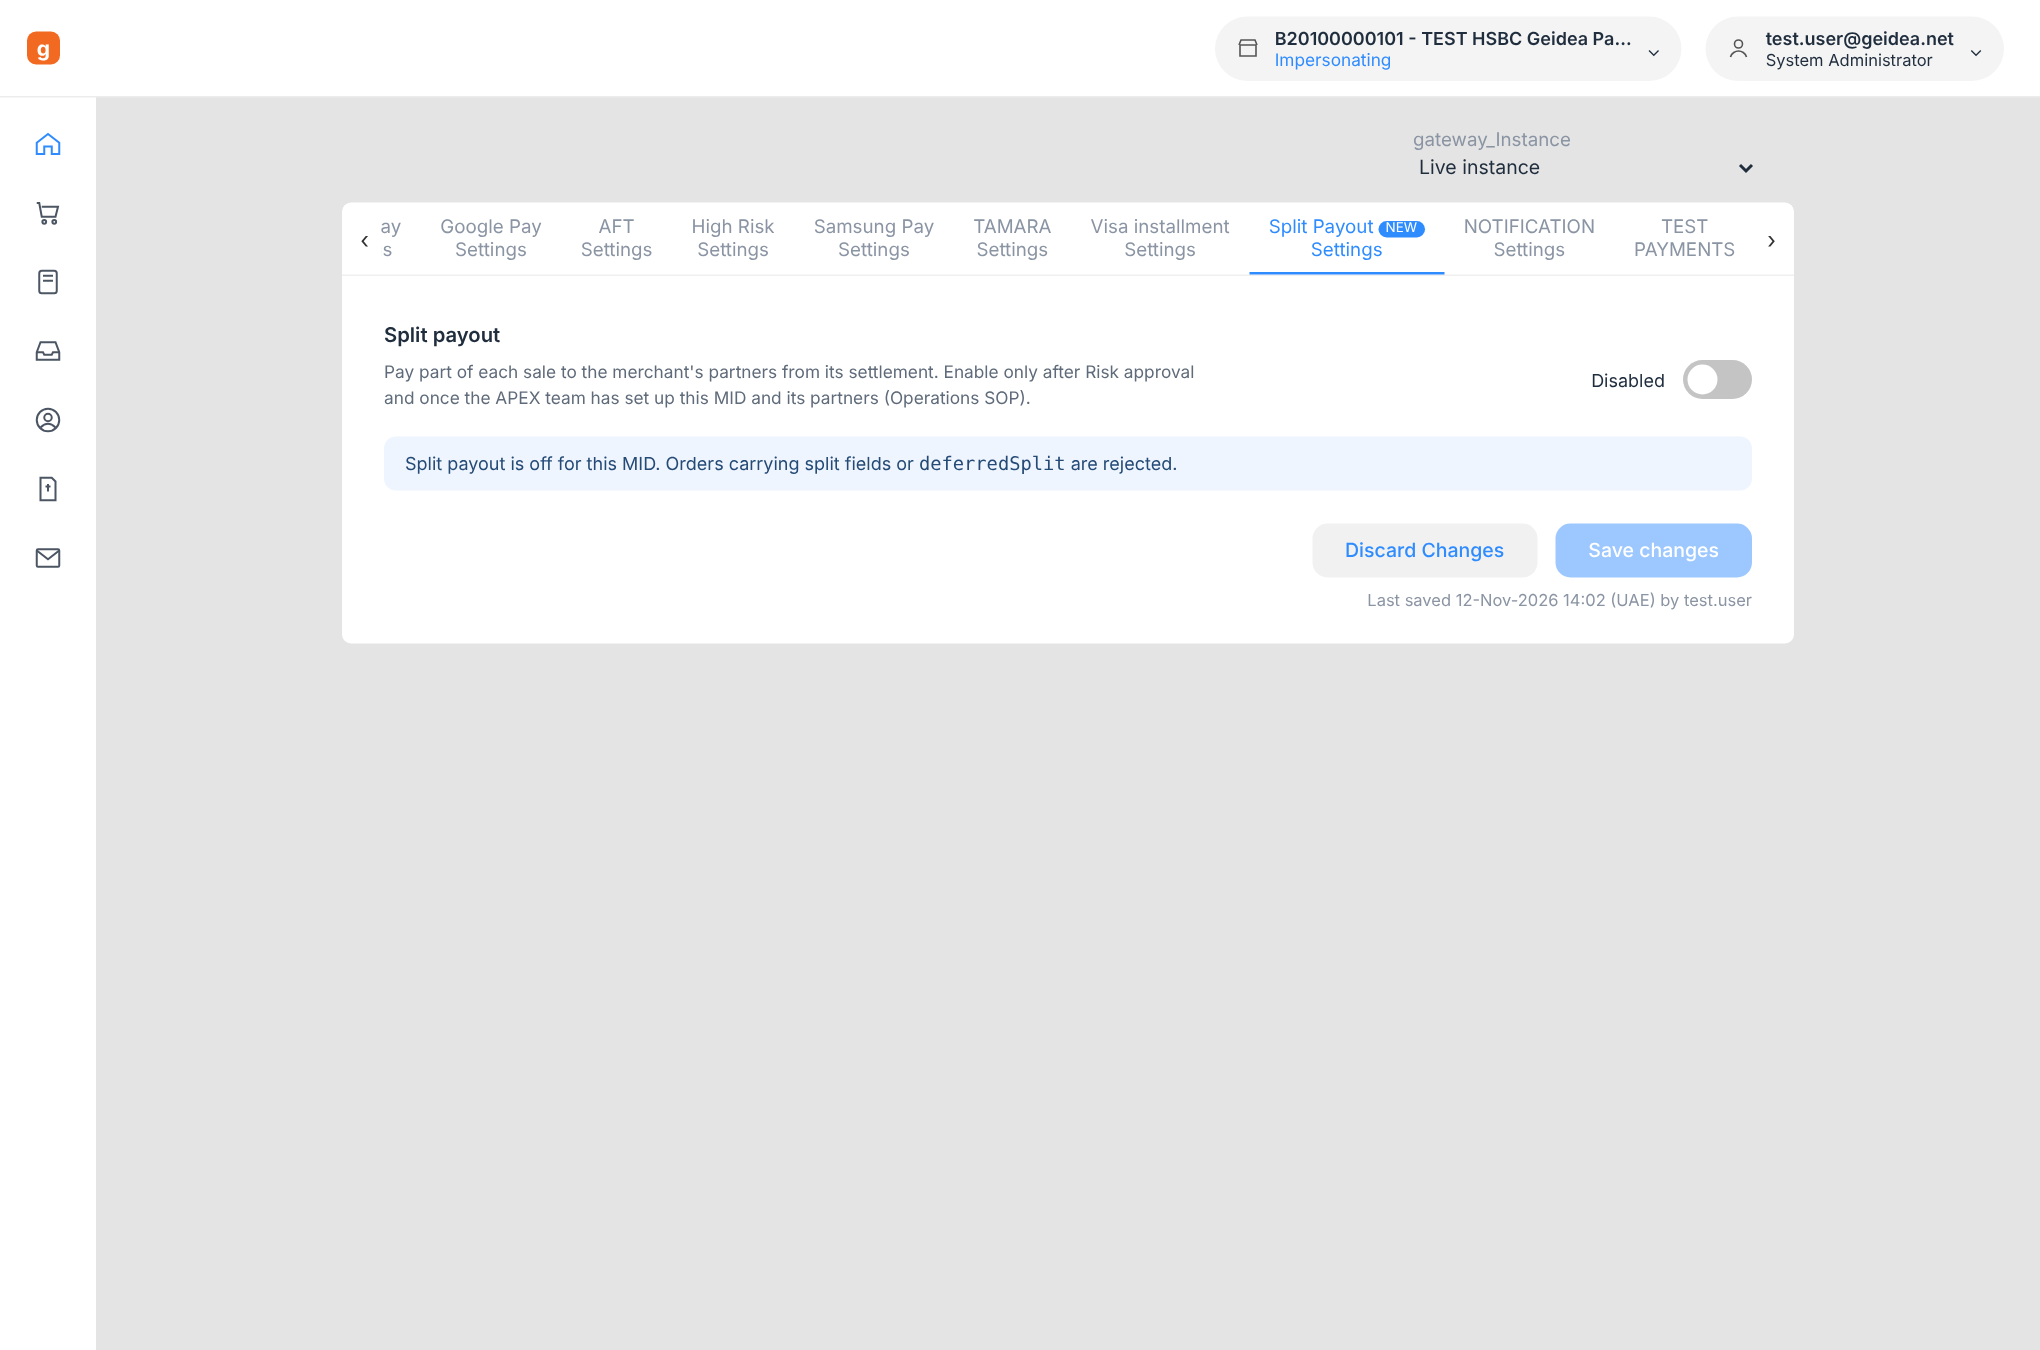 g
B20100000101 - TEST HSBC Geidea Pa...
Impersonating
test.user@geidea.net
System Administrator
gateway_Instance
Live instance
ay
s
Google Pay
Settings
AFT
Settings
High Risk
Settings
Samsung Pay
Settings
TAMARA
Settings
Visa installment
Settings
Split Payout NEW
Settings
NOTIFICATION
Settings
TEST
PAYMENTS
Split payout
Pay part of each sale to the merchant's partners from its settlement. Enable only after Risk approval
and once the APEX team has set up this MID and its partners (Operations SOP).
Disabled
Split payout is off for this MID. Orders carrying split fields or deferredSplit are rejected.
Discard Changes
Save changes
Last saved 12-Nov-2026 14:02 (UAE) by test.user